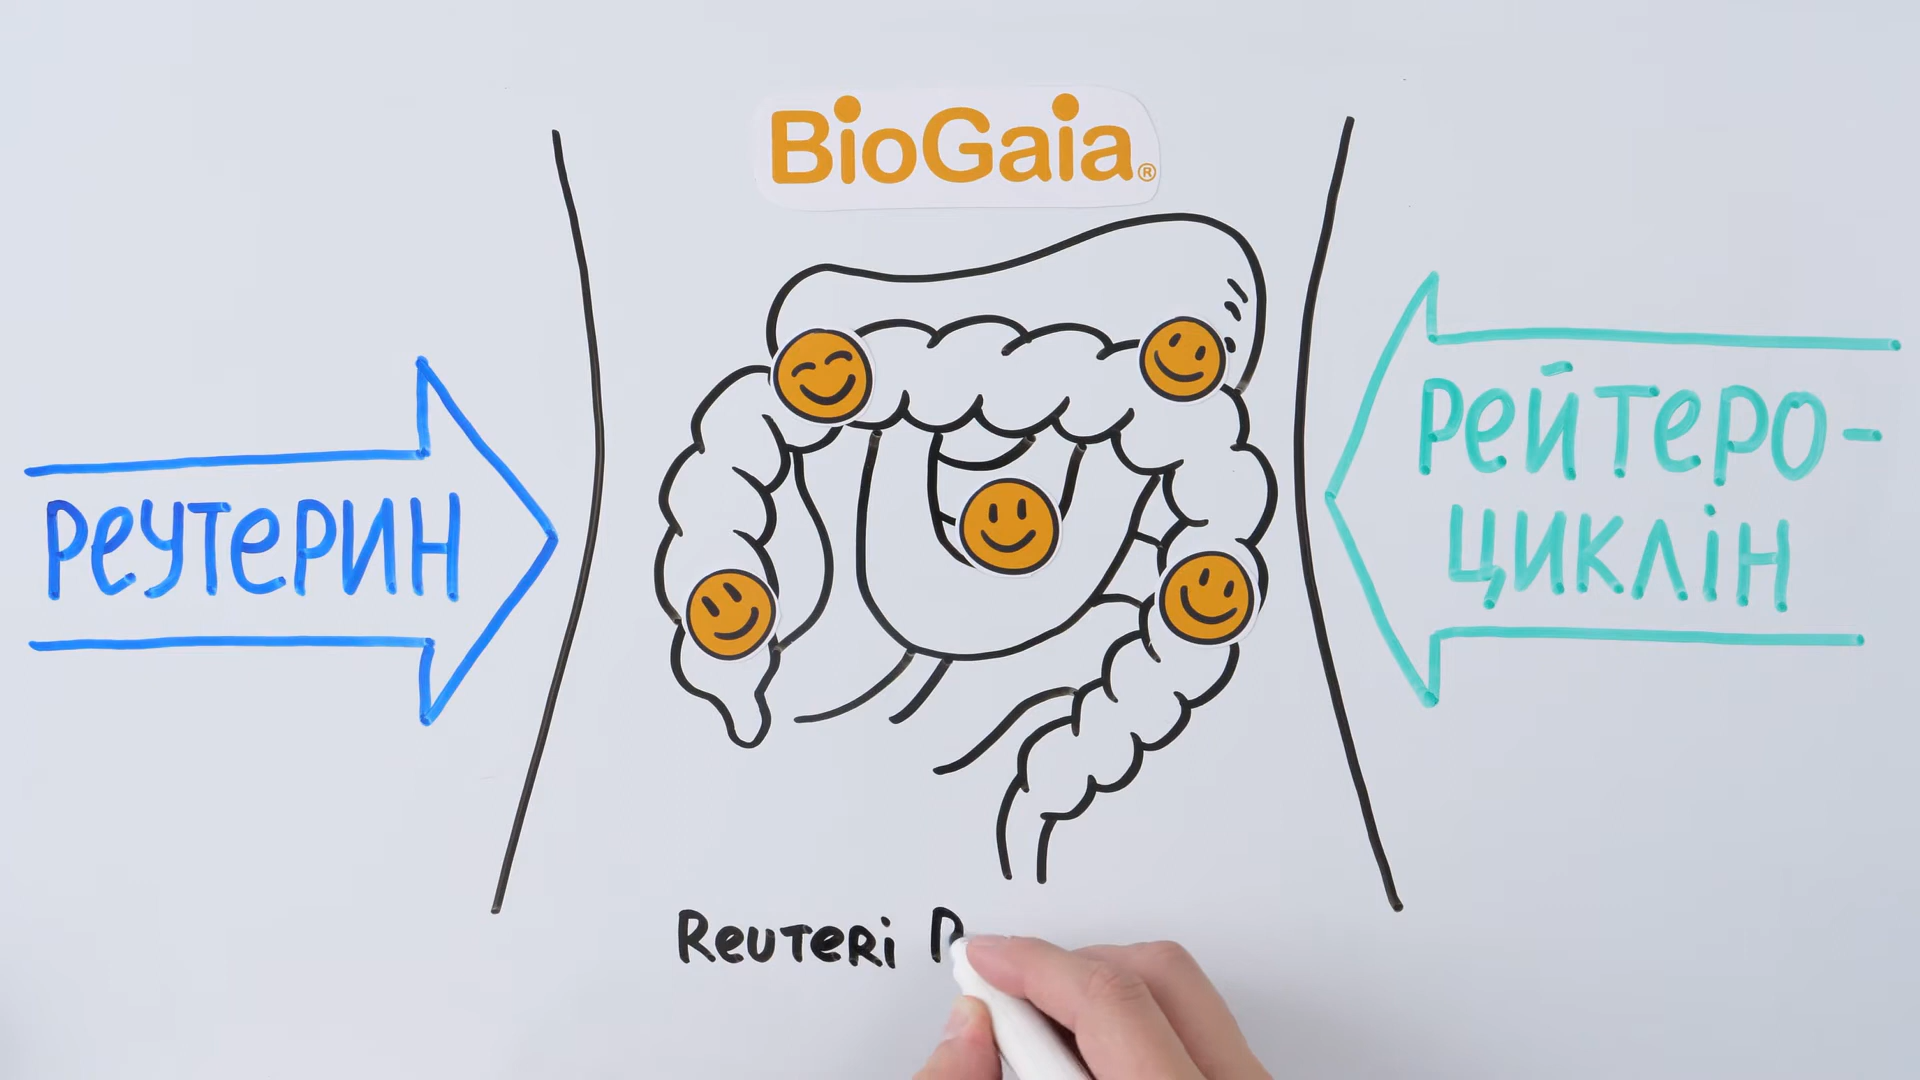 BioGaia®
Реутерин
Рейтеро-
циклін
Reuteri